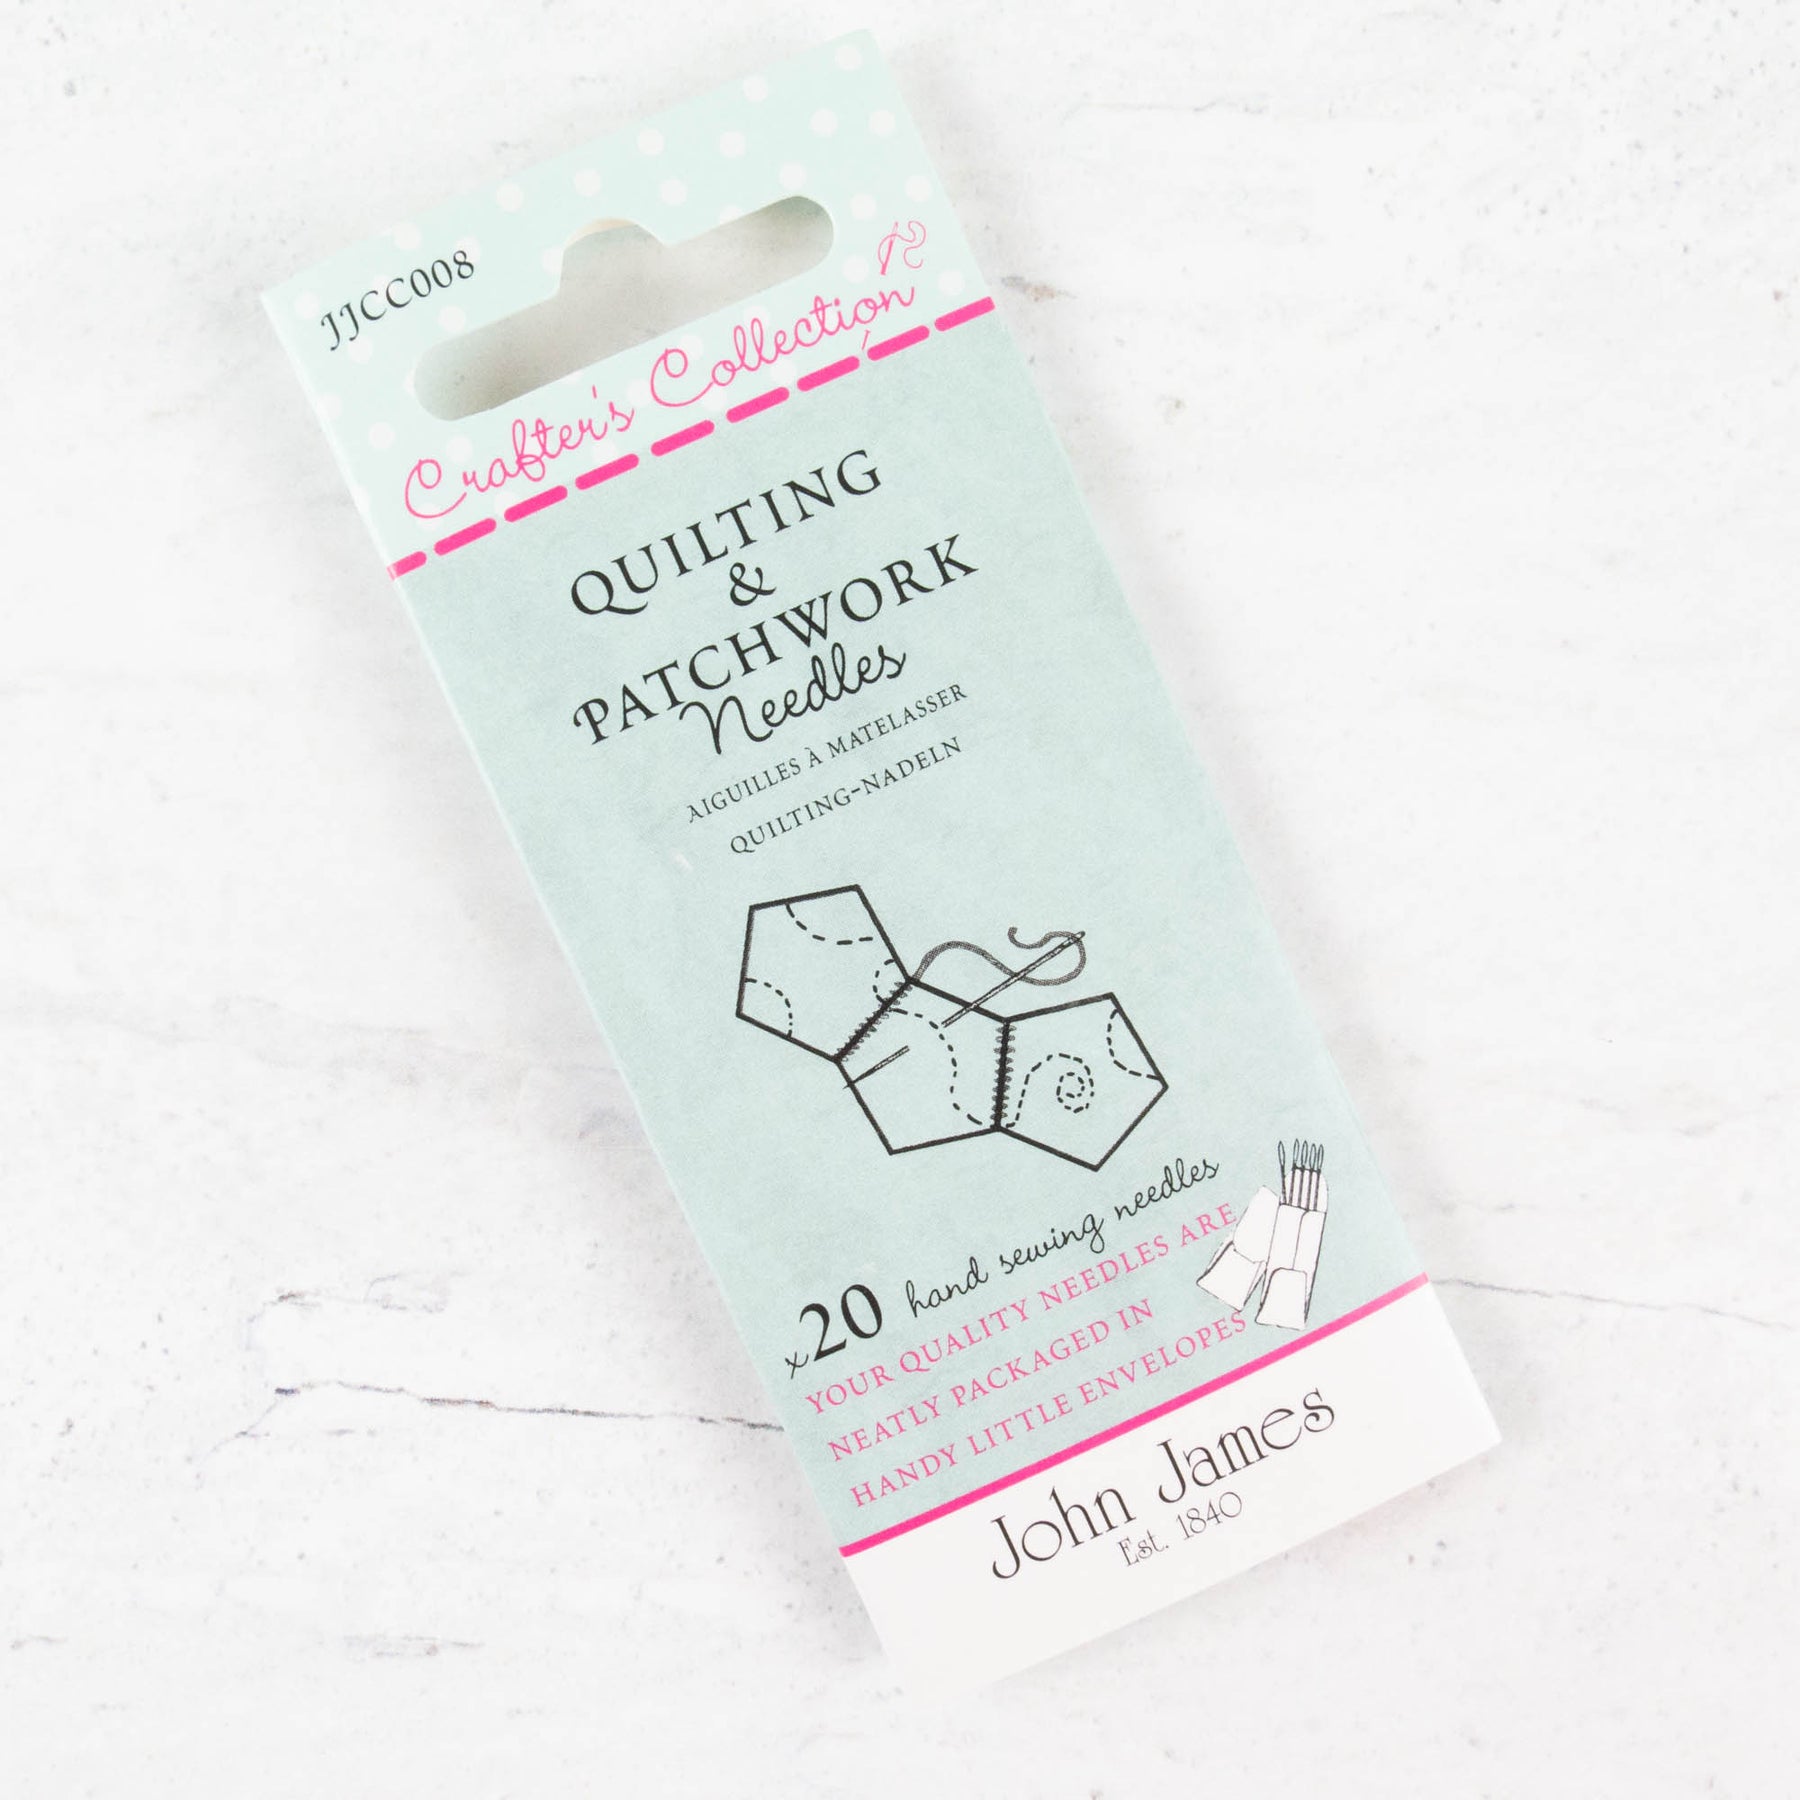 JJCC008
Crafter's Collection
QUILTING
&
PATCHWORK
Needles
AIGUILLES À MATELASSER
QUILTING-NADELN
x20 hand sewing needles
YOUR QUALITY NEEDLES ARE
NEATLY PACKAGED IN
HANDY LITTLE ENVELOPES
John James
Est. 1840